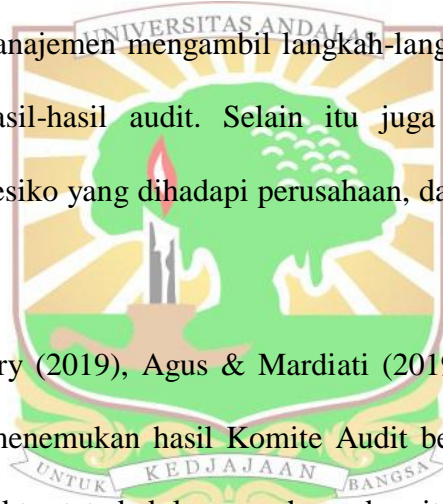 UNIVERSITAS ANDALAS
manajemen mengambil langkah-lang
asil-hasil audit. Selain itu juga
esiko yang dihadapi perusahaan, da
ry (2019), Agus & Mardiati (2019
menemukan hasil Komite Audit be
UNTUK KEDJAJAAN BANGSA